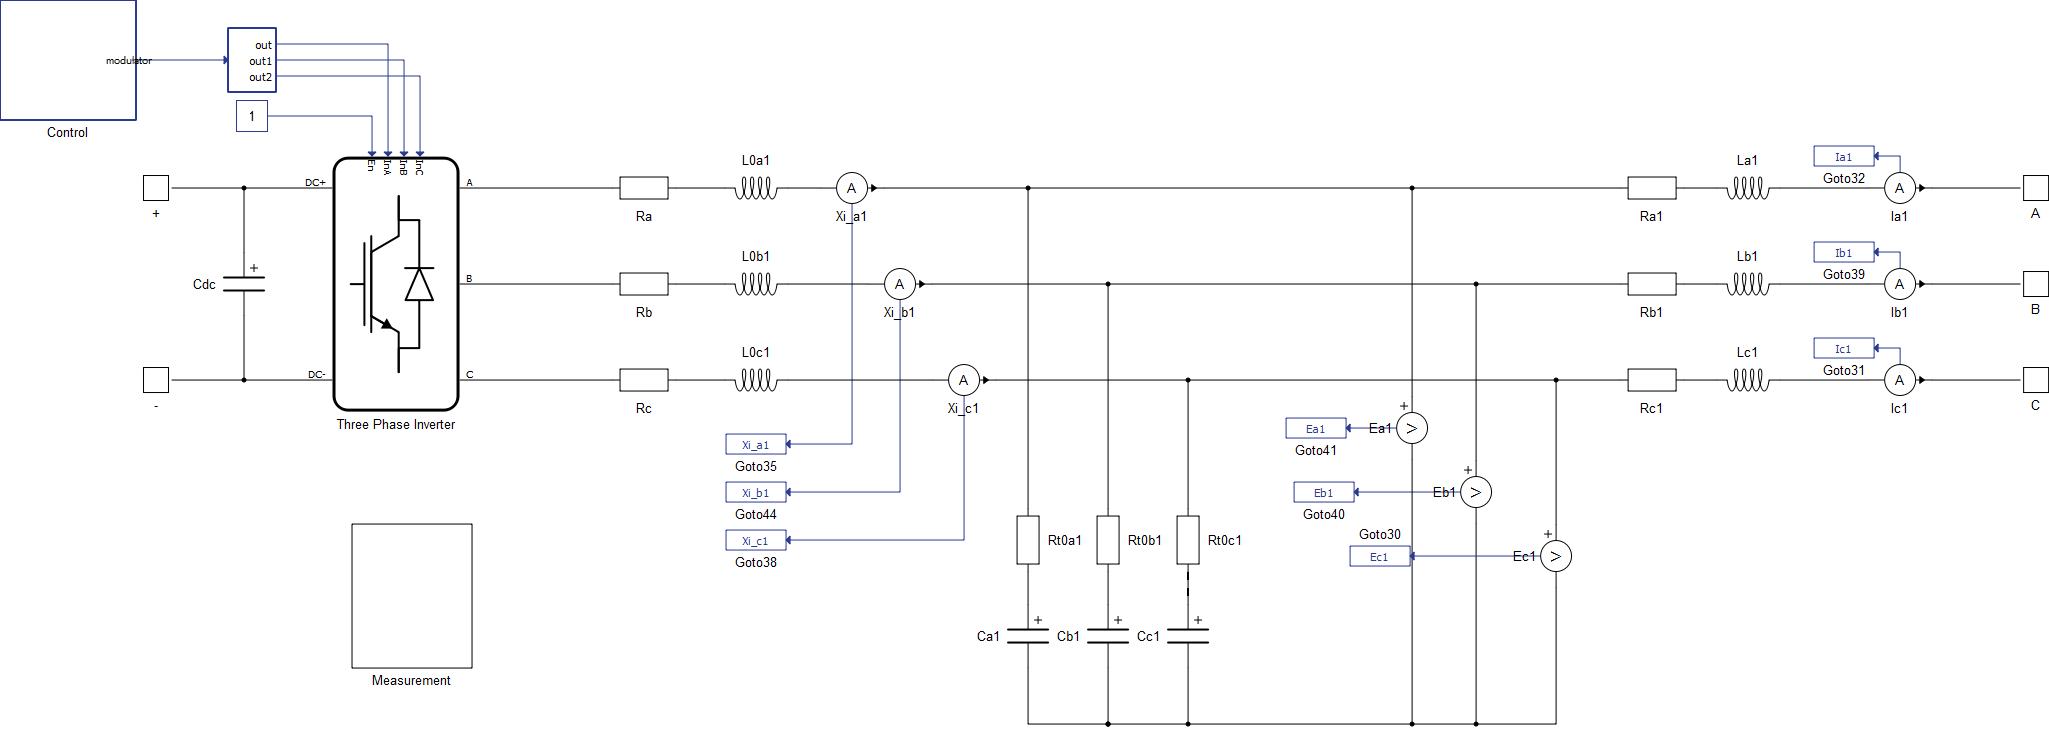 modulator
out
out1
out2
1
Control
En
InA
InB
InC
DC+
DC-
A
B
C
Three Phase Inverter
+
-
+
Cdc
Ra
L0a1
A
Xi_a1
Rb
L0b1
A
Xi_b1
Rc
L0c1
A
Xi_c1
Xi_a1
Goto35
Xi_b1
Goto44
Xi_c1
Goto38
Measurement
Rt0a1
Rt0b1
Rt0c1
+
Ca1
+
Cb1
+
Cc1
Ea1
Goto41
Ea1
+
Eb1
Goto40
Eb1
+
Goto30
Ec1
Ec1
+
Ra1
La1
Ia1
Goto32
A
Ia1
A
Rb1
Lb1
Ib1
Goto39
A
Ib1
B
Rc1
Lc1
Ic1
Goto31
A
Ic1
C